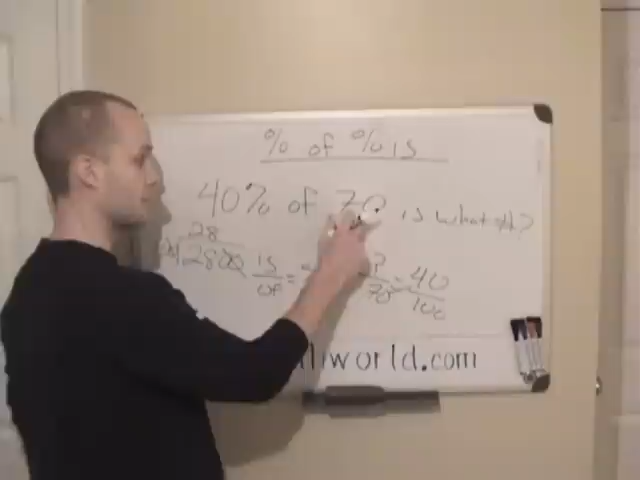 % of % is
40% of 70 is what #?
28
2800
is
of
=
?
70
=
40
100
world.com